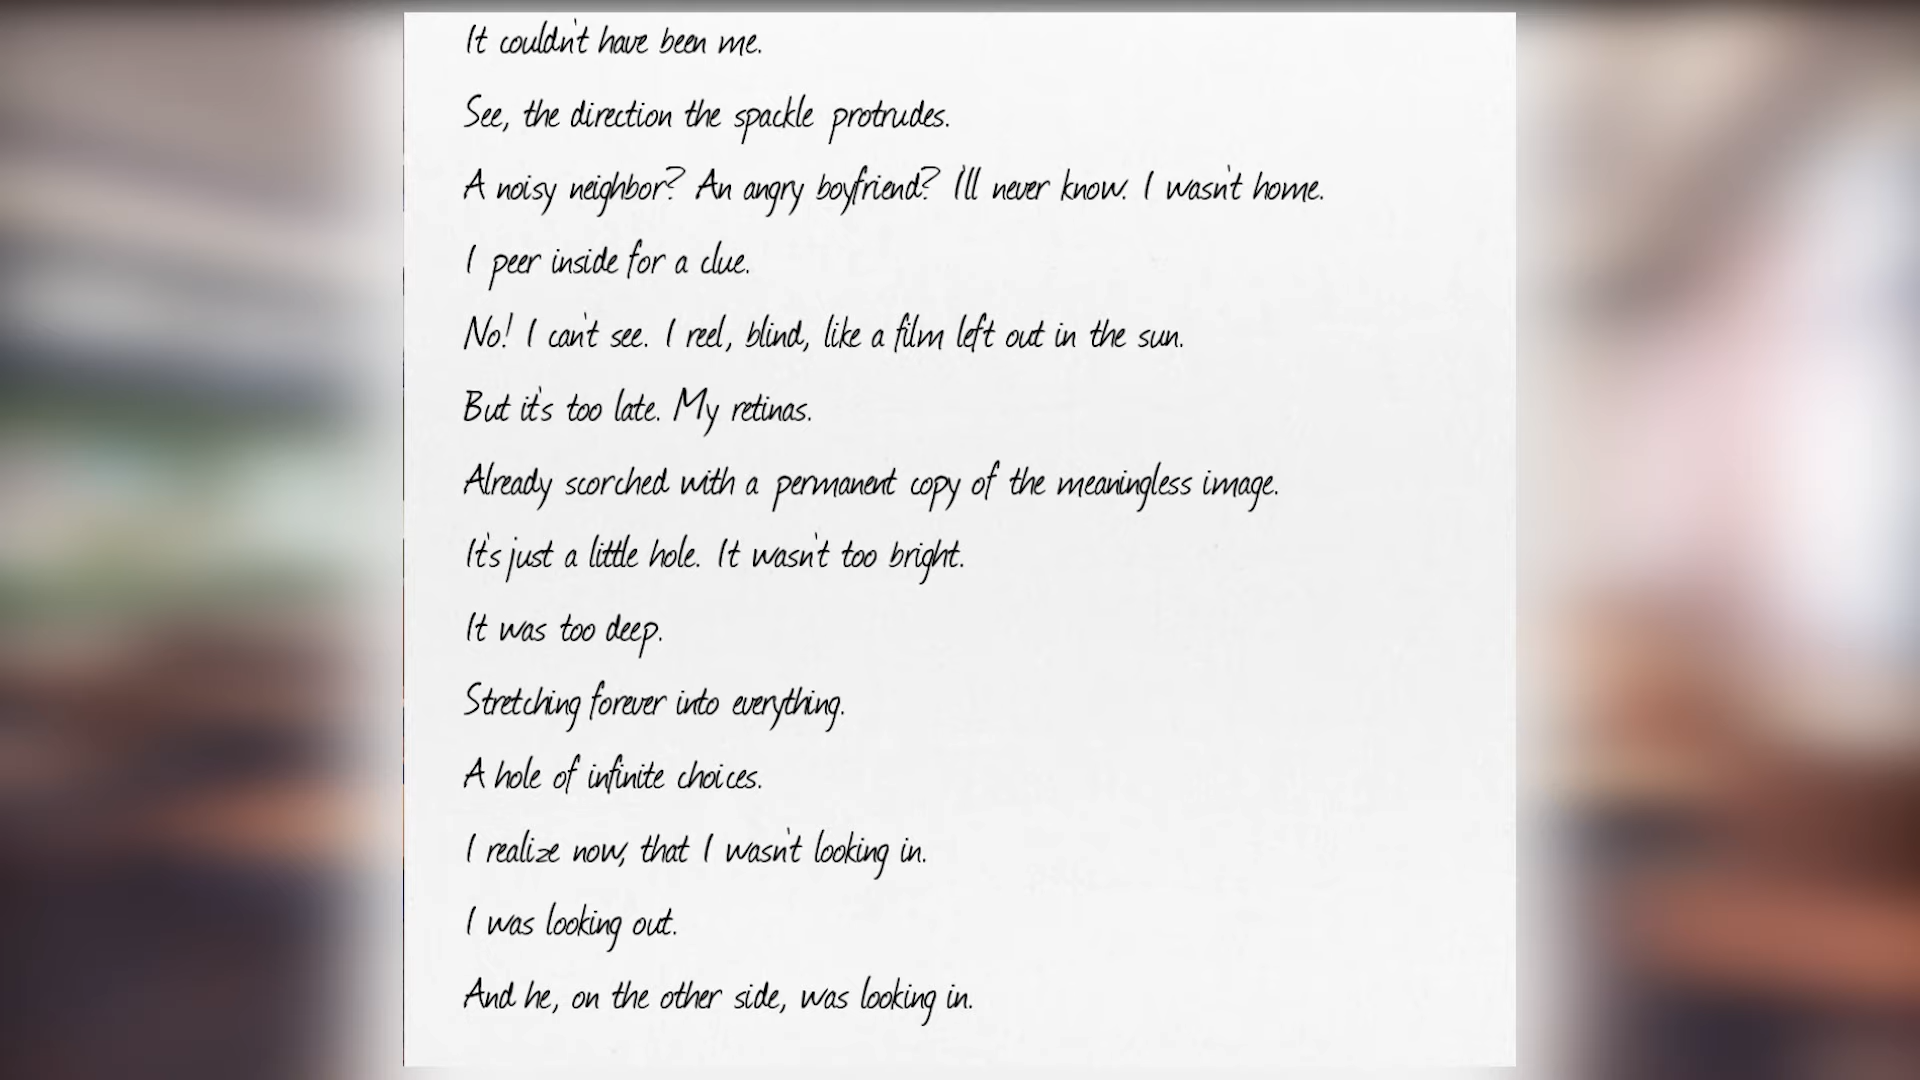 It couldn't have been me.
See, the direction the spackle protrudes.
A noisy neighbor? An angry boyfriend? I'll never know. I wasn't home.
I peer inside for a clue.
No! I can't see. I reel, blind, like a film left out in the sun.
But it's too late. My retinas.
Already scorched with a permanent copy of the meaningless image.
It's just a little hole. It wasn't too bright.
It was too deep.
Stretching forever into everything.
A hole of infinite choices.
I realize now, that I wasn't looking in.
I was looking out.
And he, on the other side, was looking in.